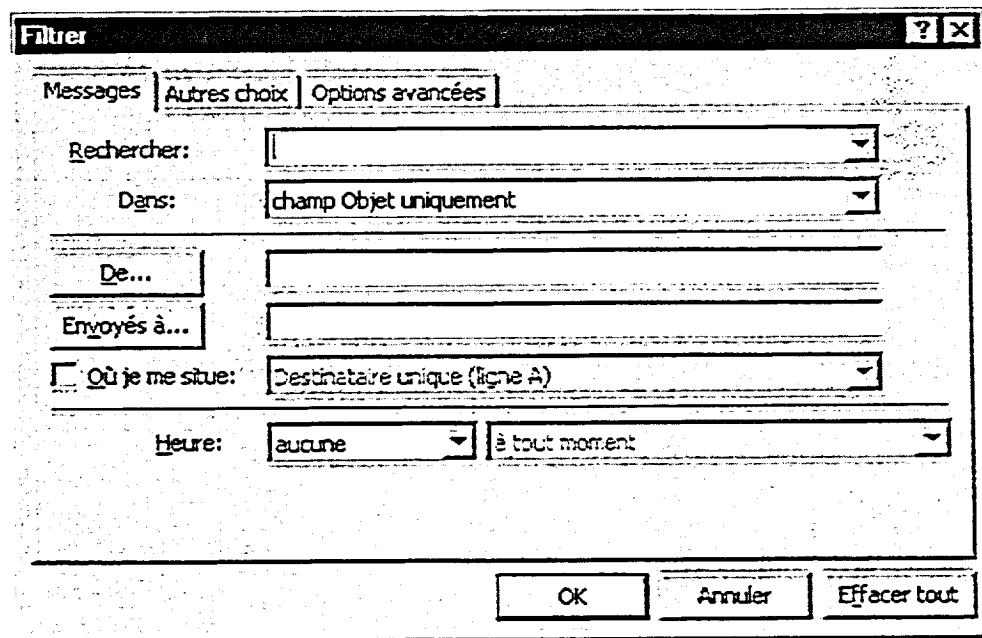 Filtrer
Messages Autres choix Options avancées
Rechercher:
Dans: champ Objet uniquement
De...
Envoyés à...
Où je me situe: Destinataire unique (ligne A)
Heure: aucune à tout moment
OK Annuler Effacer tout